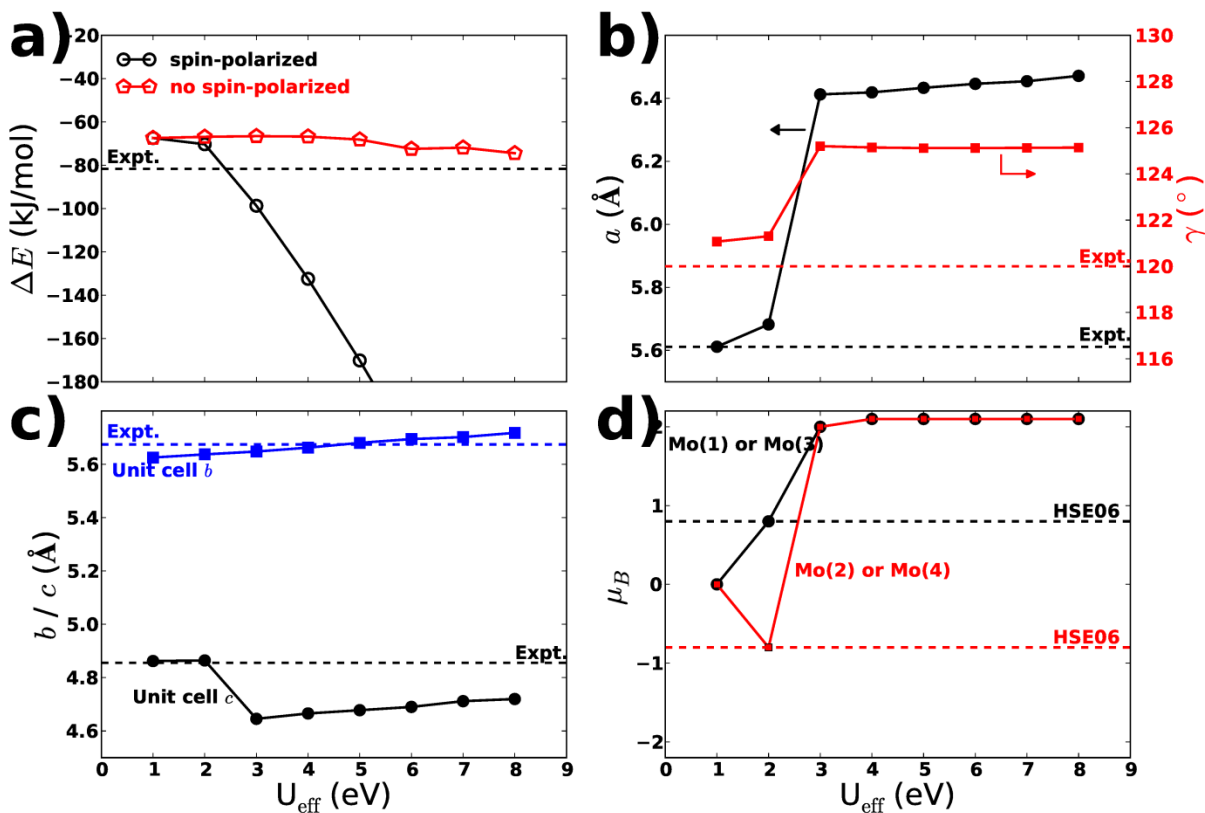 a)
−20
−40
−60
−80
−100
−120
−140
−160
−180
ΔE (kJ/mol)
spin-polarized
no spin-polarized
Expt.
b)
6.4
6.2
6.0
5.8
5.6
a (Å)
130
128
126
124
122
120
118
116
γ (°)
Expt.
Expt.
c)
5.6
5.4
5.2
5.0
4.8
4.6
b / c (Å)
Expt.
Unit cell b
Expt.
Unit cell c
0 1 2 3 4 5 6 7 8 9
U_eff (eV)
d)
2
1
0
−1
−2
μ_B
Mo(1) or Mo(3)
HSE06
Mo(2) or Mo(4)
HSE06
0 1 2 3 4 5 6 7 8 9
U_eff (eV)